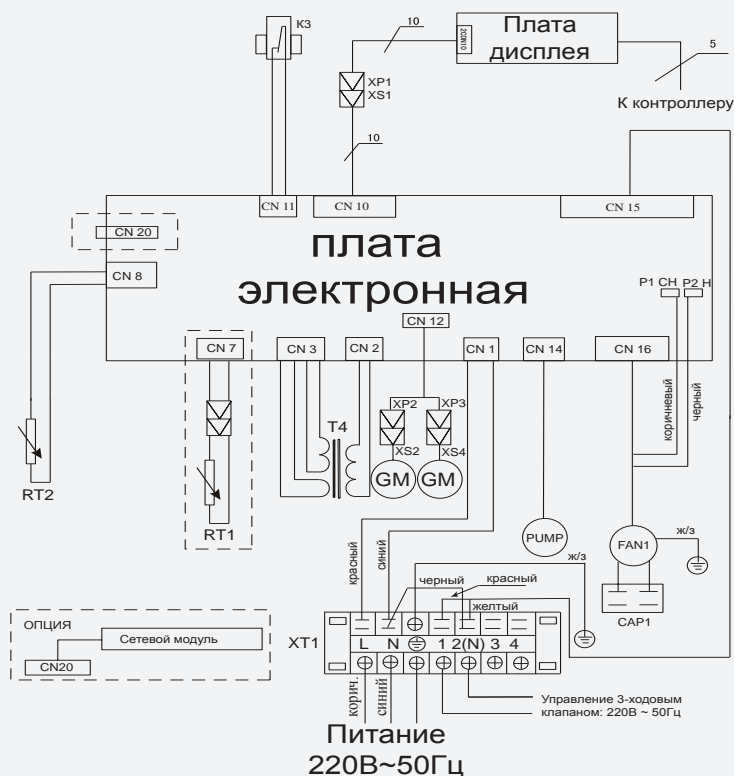 K3
10
2CON10
Плата
дисплея
5
XP1
XS1
К контроллеру
10
CN 11
CN 10
CN 15
CN 20
плата
электронная
CN 8
P1 CH
P2 H
CN 12
CN 7
CN 3
CN 2
CN 1
CN 14
CN 16
коричневый
черный
XP2
XP3
T4
XS2
XS4
GM
GM
RT2
RT1
PUMP
FAN1
ж/з
красный
синий
ж/з
черный
красный
желтый
CAP1
ОПЦИЯ
Сетевой модуль
CN20
XT1
L N 1 2(N) 3 4
корич.
синий
Управление 3-ходовым
клапаном: 220В ~ 50Гц
Питание
220В~50Гц